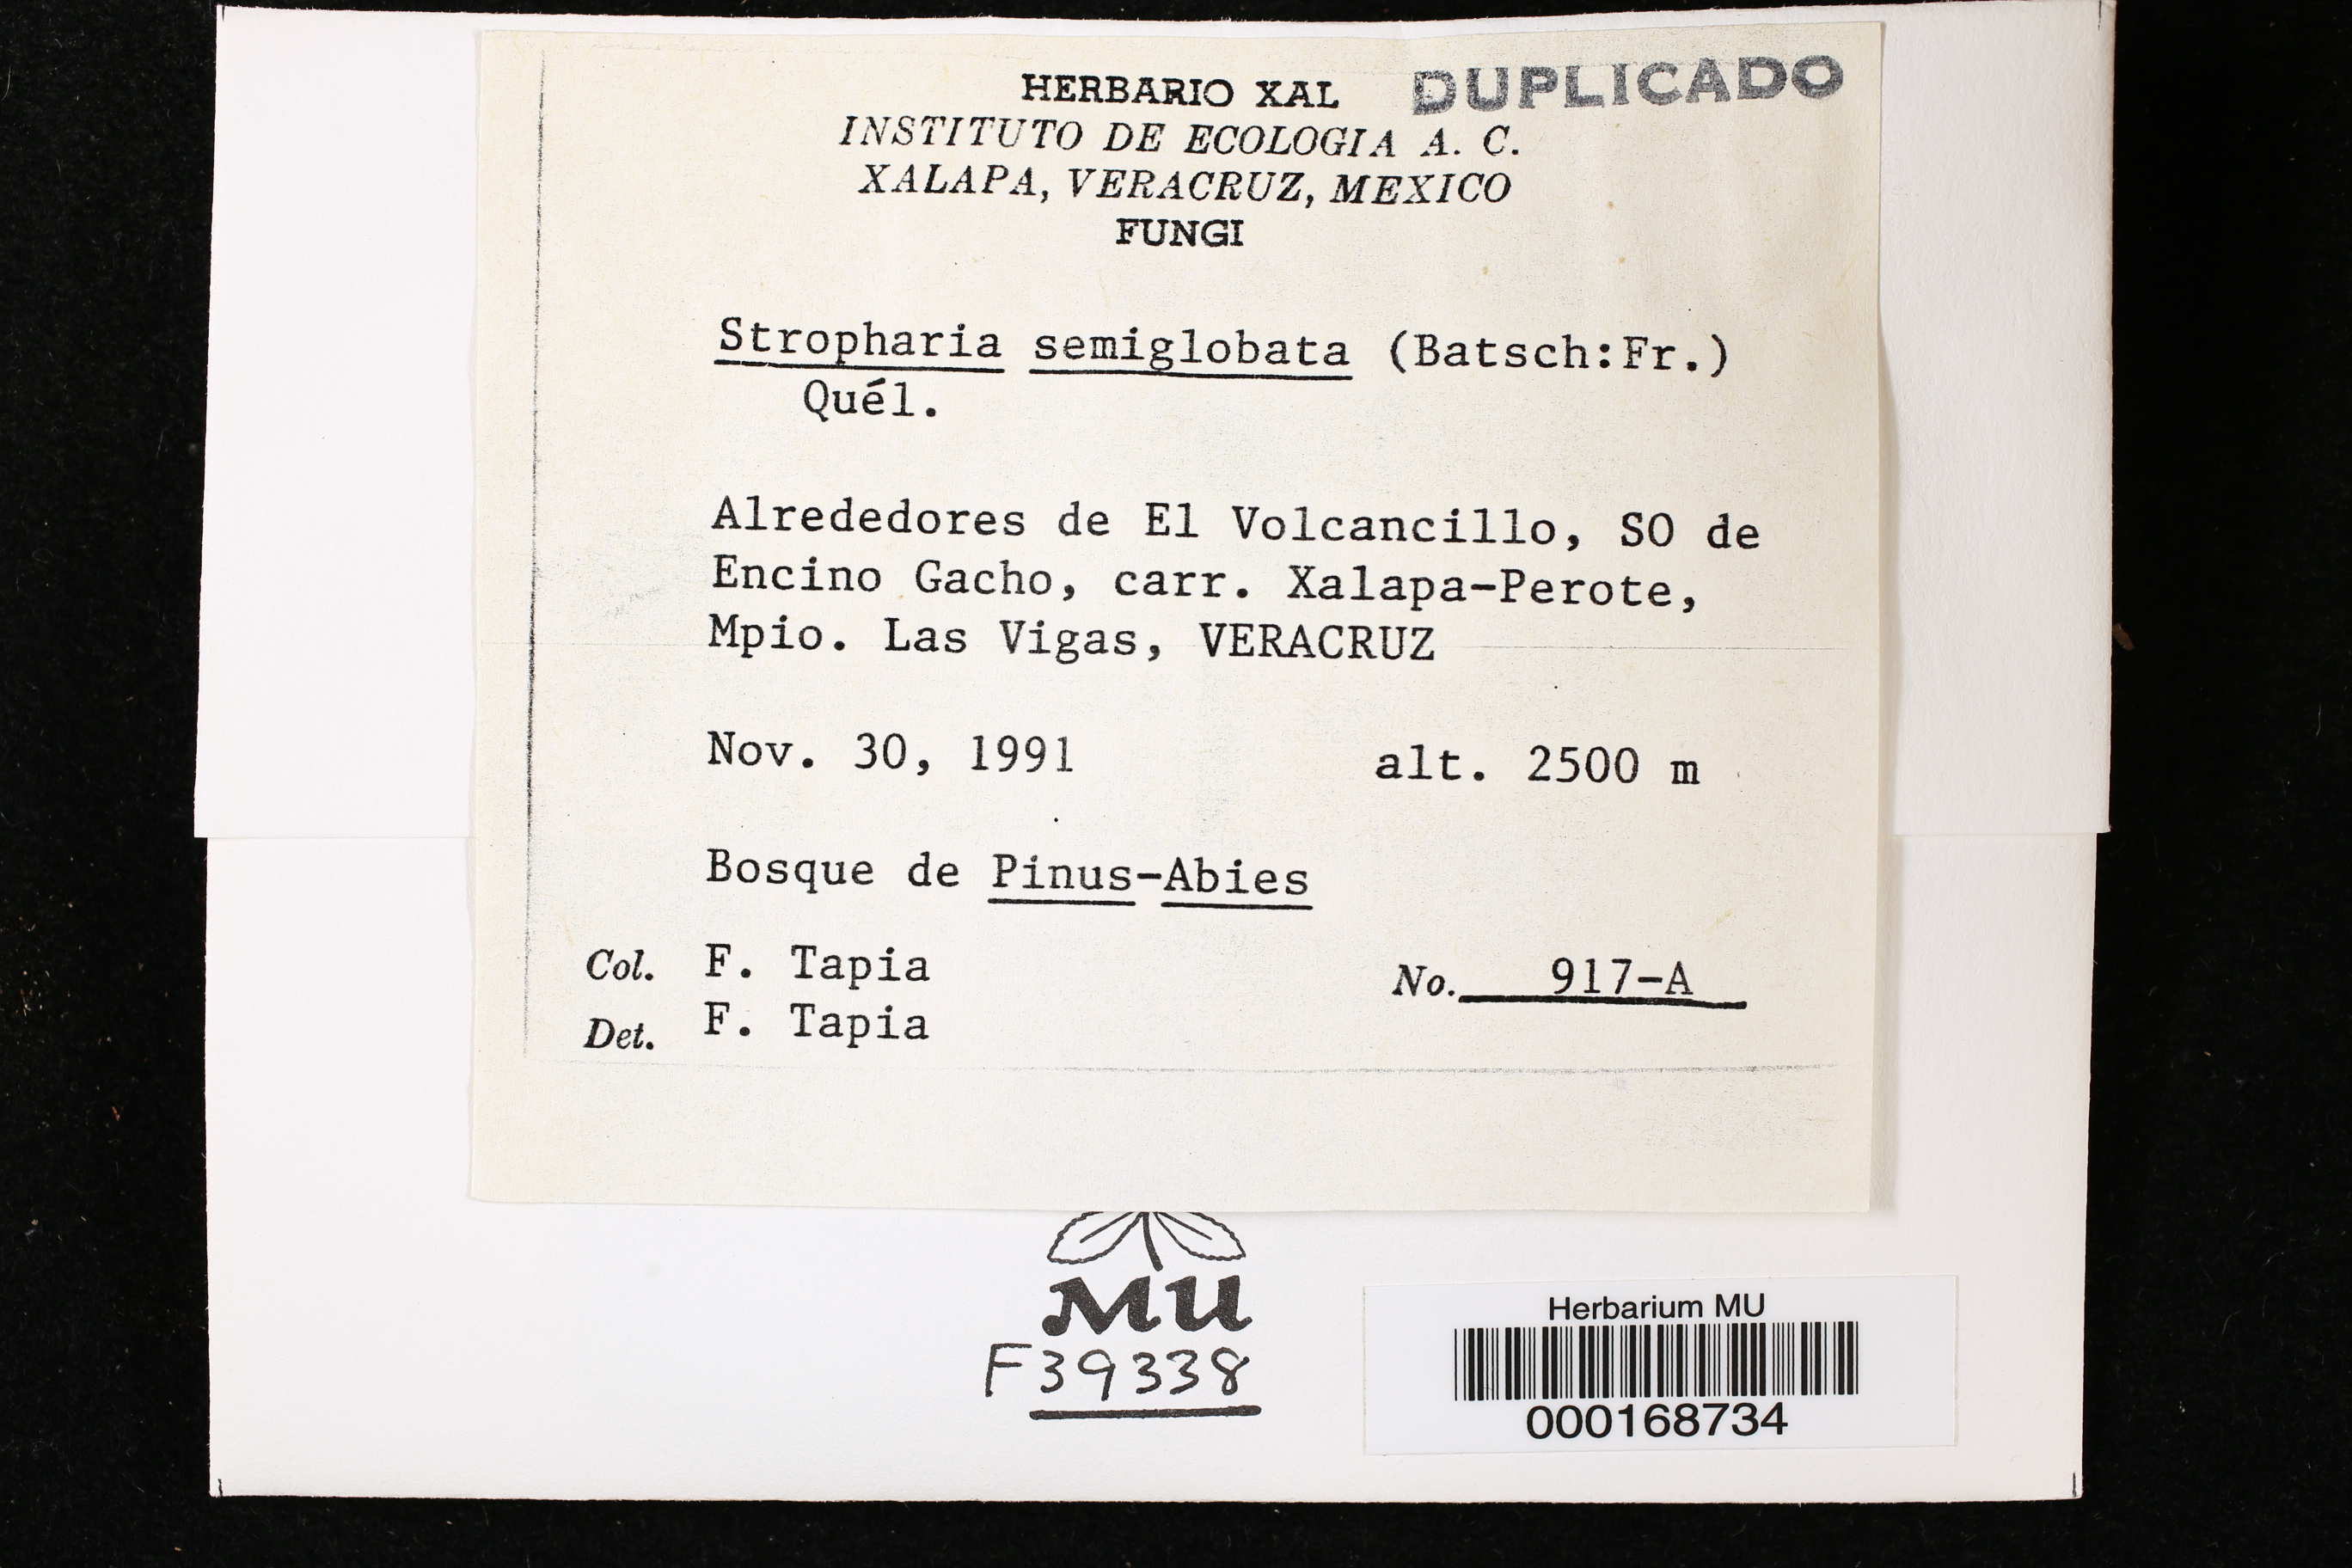 HERBARIO XAL DUPLICADO
INSTITUTO DE ECOLOGIA A. C.
XALAPA, VERACRUZ, MEXICO
FUNGI
Stropharia semiglobata (Batsch:Fr.)
Quél.
Alrededores de El Volcancillo, SO de
Encino Gacho, carr. Xalapa-Perote,
Mpio. Las Vigas, VERACRUZ
Nov. 30, 1991 alt. 2500 m
Bosque de Pinus-Abies
Col. F. Tapia No. 917-A
Det. F. Tapia
MU
F39338
Herbarium MU
000168734